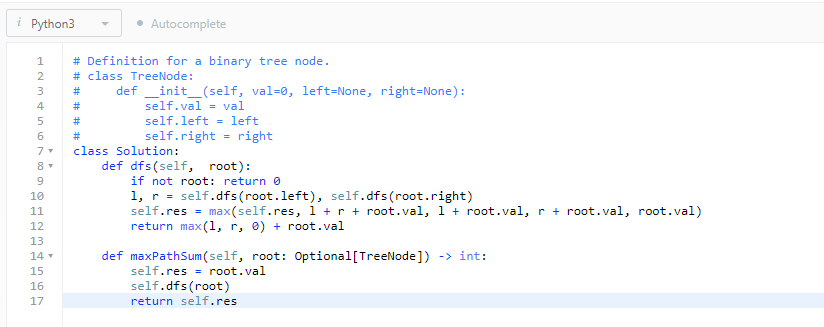 i Python3 Autocomplete
1 # Definition for a binary tree node.
2 # class TreeNode:
3 #     def __init__(self, val=0, left=None, right=None):
4 #         self.val = val
5 #         self.left = left
6 #         self.right = right
7 class Solution:
8     def dfs(self,  root):
9         if not root: return 0
10         l, r = self.dfs(root.left), self.dfs(root.right)
11         self.res = max(self.res, l + r + root.val, l + root.val, r + root.val, root.val)
12         return max(l, r, 0) + root.val
13
14     def maxPathSum(self, root: Optional[TreeNode]) -> int:
15         self.res = root.val
16         self.dfs(root)
17         return self.res